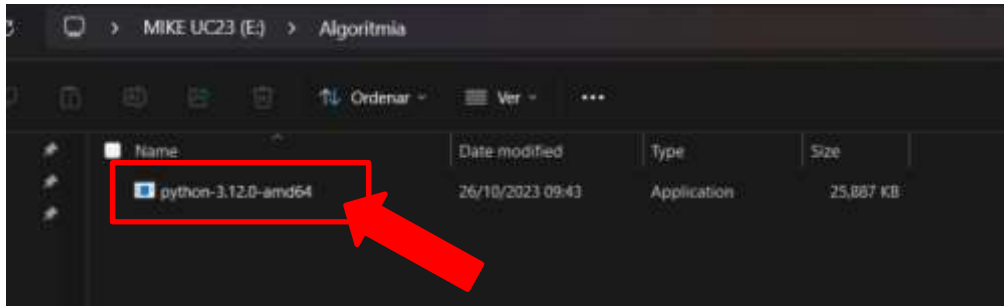 MIKE UC23 (E:) > Algoritmia
Ordenar Ver ...
Name Date modified Type Size
python-3.12.0-amd64 26/10/2023 09:43 Application 25,887 KB